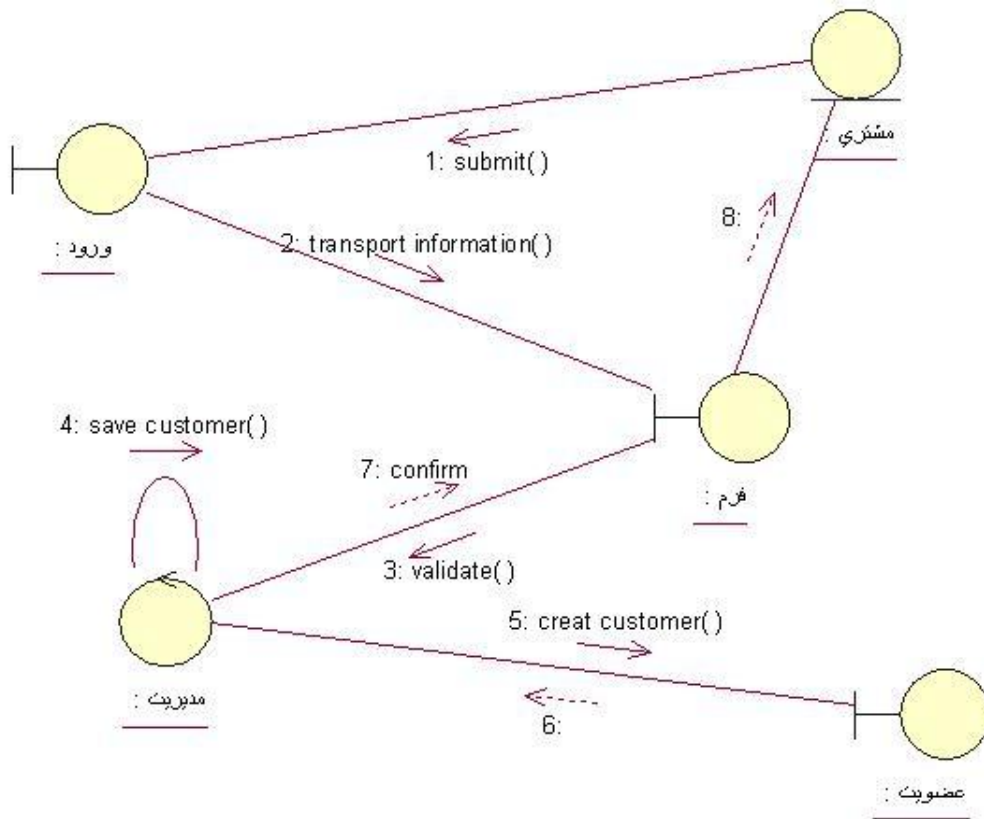 مشتري :
1: submit( )
8:
ورود :
2: transport information( )
4: save customer( )
7: confirm
فرم :
3: validate( )
5: creat customer( )
مديريت :
6:
عضويت :